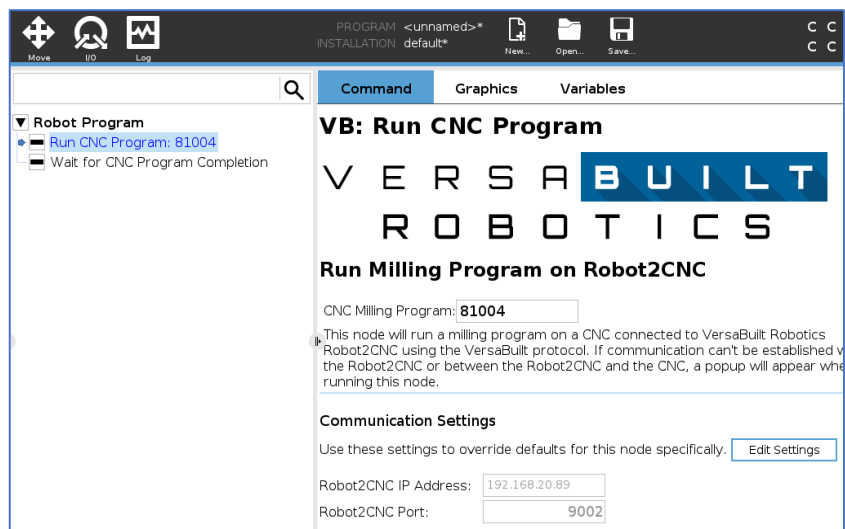 PROGRAM <unnamed>*
INSTALLATION default*
Move
I/O
Log
New...
Open...
Save...
C C
C C
Command Graphics Variables
Robot Program
Run CNC Program: 81004
Wait for CNC Program Completion
VB: Run CNC Program
VERSABUILT
ROBOTICS
Run Milling Program on Robot2CNC
CNC Milling Program: 81004
This node will run a milling program on a CNC connected to VersaBuilt Robotics
Robot2CNC using the VersaBuilt protocol. If communication can't be established
the Robot2CNC or between the Robot2CNC and the CNC, a popup will appear
running this node.
Communication Settings
Use these settings to override defaults for this node specifically. Edit Settings
Robot2CNC IP Address: 192.168.20.89
Robot2CNC Port: 9002